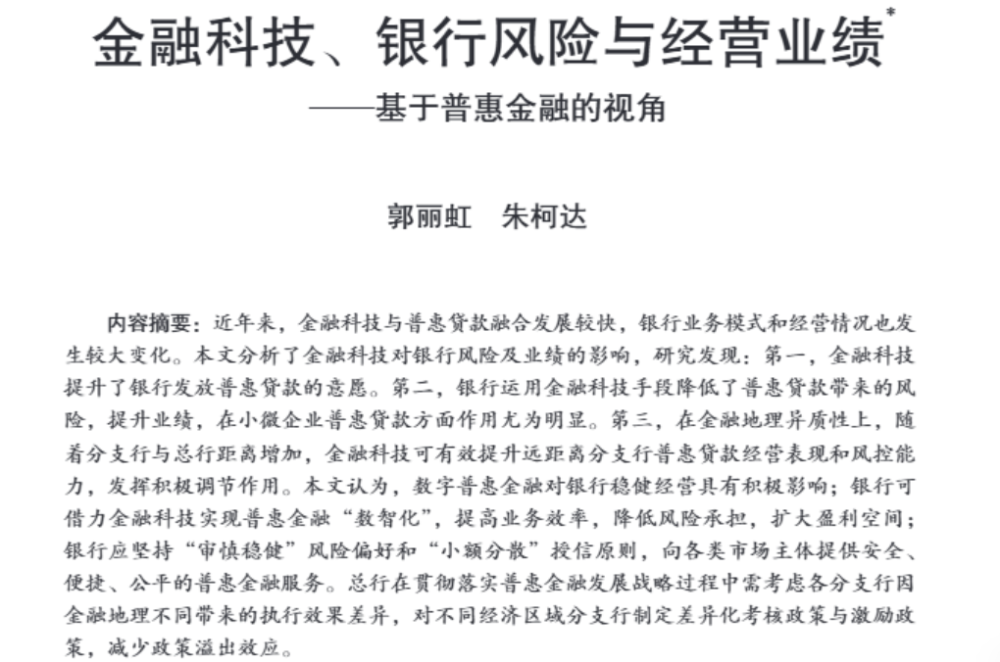 金融科技、银行风险与经营业绩*
——基于普惠金融的视角
郭丽虹 朱柯达
内容摘要：近年来，金融科技与普惠贷款融合发展较快，银行业务模式和经营情况也发
生较大变化。本文分析了金融科技对银行风险及业绩的影响，研究发现：第一，金融科技
提升了银行发放普惠贷款的意愿。第二，银行运用金融科技手段降低了普惠贷款带来的风
险，提升业绩，在小微企业普惠贷款方面作用尤为明显。第三，在金融地理异质性上，随
着分支行与总行距离增加，金融科技可有效提升远距离分支行普惠贷款经营表现和风控能
力，发挥积极调节作用。本文认为，数字普惠金融对银行稳健经营具有积极影响；银行可
借力金融科技实现普惠金融“数智化”，提高业务效率，降低风险承担，扩大盈利空间；
银行应坚持“审慎稳健”风险偏好和“小额分散”授信原则，向各类市场主体提供安全、
便捷、公平的普惠金融服务。总行在贯彻落实普惠金融发展战略过程中需考虑各分支行因
金融地理不同带来的执行效果差异，对不同经济区域分支行制定差异化考核政策与激励政
策，减少政策溢出效应。